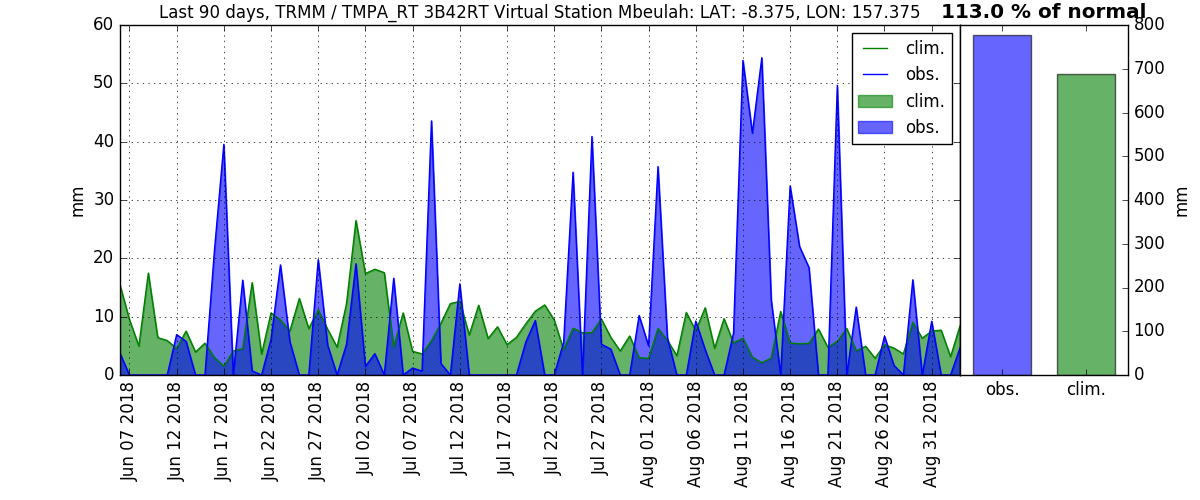 Last 90 days, TRMM / TMPA_RT 3B42RT Virtual Station Mbeulah: LAT: -8.375, LON: 157.375
113.0 % of normal
60
50
40
30
20
10
0
mm
clim.
obs.
clim.
obs.
Jun 07 2018
Jun 12 2018
Jun 17 2018
Jun 22 2018
Jun 27 2018
Jul 02 2018
Jul 07 2018
Jul 12 2018
Jul 17 2018
Jul 22 2018
Jul 27 2018
Aug 01 2018
Aug 06 2018
Aug 11 2018
Aug 16 2018
Aug 21 2018
Aug 26 2018
Aug 31 2018
obs.
clim.
800
700
600
500
400
300
200
100
0
mm